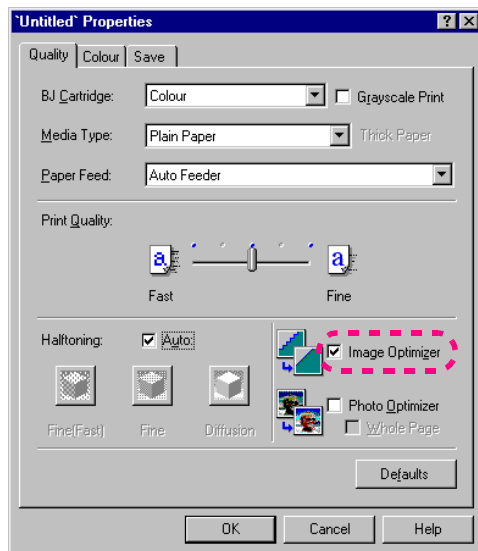 `Untitled` Properties
Quality Colour Save
BJ Cartridge: Colour Grayscale Print
Media Type: Plain Paper Thick Paper
Paper Feed: Auto Feeder
Print Quality:
a a
Fast Fine
Halftoning: Auto: Image Optimizer
Photo Optimizer
Fine(Fast) Fine Diffusion Whole Page
Defaults
OK Cancel Help